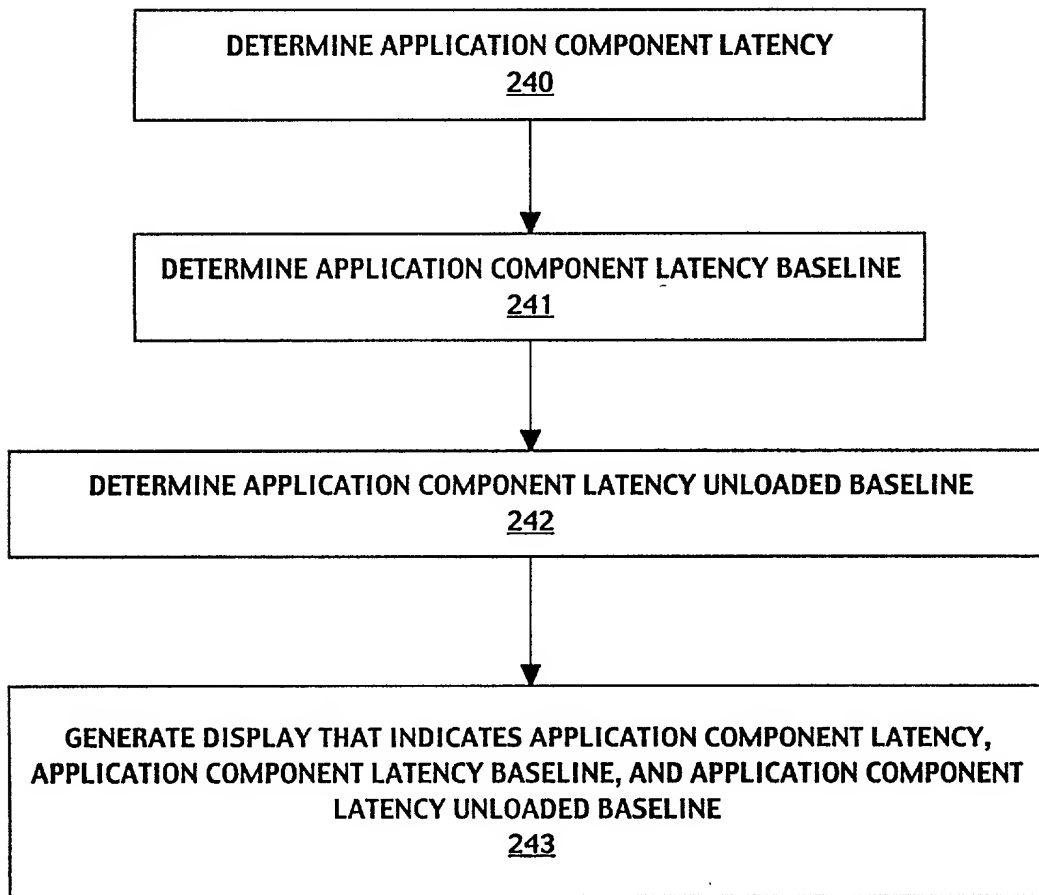 DETERMINE APPLICATION COMPONENT LATENCY
240
DETERMINE APPLICATION COMPONENT LATENCY BASELINE
241
DETERMINE APPLICATION COMPONENT LATENCY UNLOADED BASELINE
242
GENERATE DISPLAY THAT INDICATES APPLICATION COMPONENT LATENCY,
APPLICATION COMPONENT LATENCY BASELINE, AND APPLICATION COMPONENT
LATENCY UNLOADED BASELINE
243